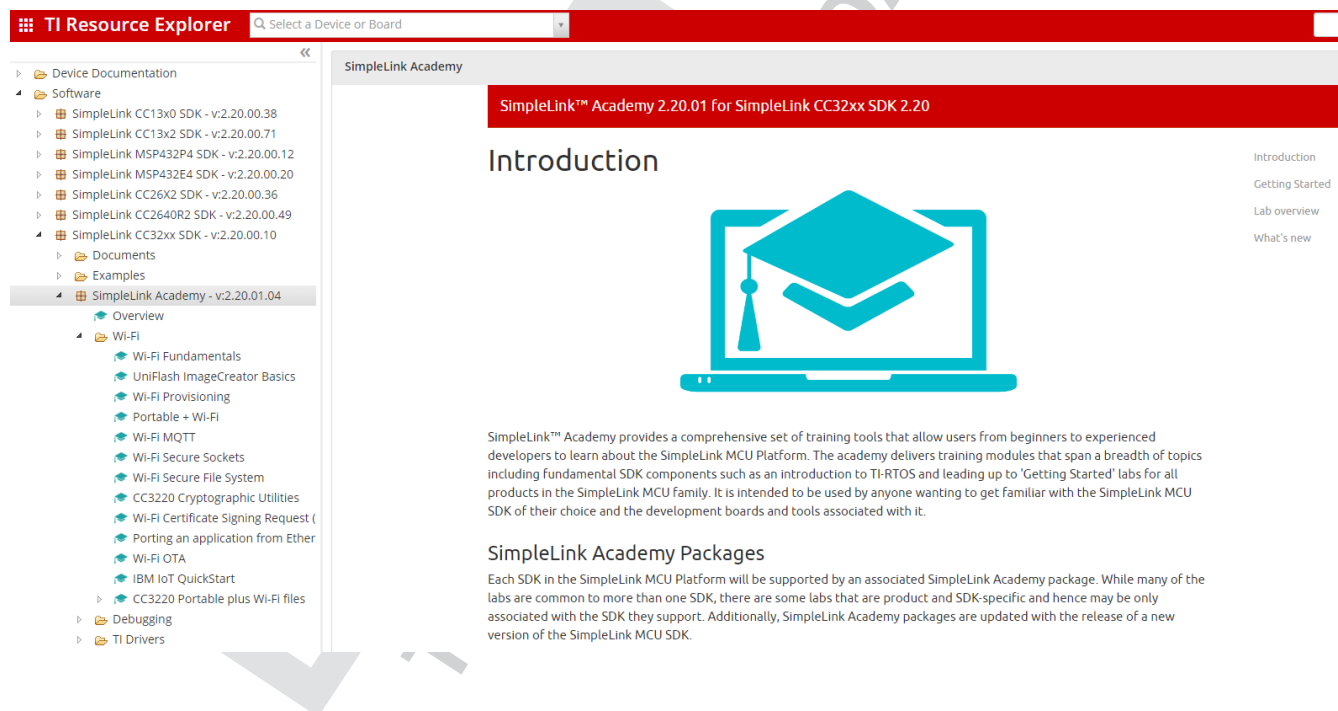 TI Resource Explorer
Select a Device or Board
Device Documentation
Software
SimpleLink CC13x0 SDK - v:2.20.00.38
SimpleLink CC13x2 SDK - v:2.20.00.71
SimpleLink MSP432P4 SDK - v:2.20.00.12
SimpleLink MSP432E4 SDK - v:2.20.00.20
SimpleLink CC26X2 SDK - v:2.20.00.36
SimpleLink CC2640R2 SDK - v:2.20.00.49
SimpleLink CC32xx SDK - v:2.20.00.10
Documents
Examples
SimpleLink Academy - v:2.20.01.04
Overview
Wi-Fi
Wi-Fi Fundamentals
UniFlash ImageCreator Basics
Wi-Fi Provisioning
Portable + Wi-Fi
Wi-Fi MQTT
Wi-Fi Secure Sockets
Wi-Fi Secure File System
CC3220 Cryptographic Utilities
Wi-Fi Certificate Signing Request (
Porting an application from Ether
Wi-Fi OTA
IBM IoT QuickStart
CC3220 Portable plus Wi-Fi files
Debugging
TI Drivers
SimpleLink Academy
SimpleLink™ Academy 2.20.01 for SimpleLink CC32xx SDK 2.20
Introduction
SimpleLink™ Academy provides a comprehensive set of training tools that allow users from beginners to experienced
developers to learn about the SimpleLink MCU Platform. The academy delivers training modules that span a breadth of topics
including fundamental SDK components such as an introduction to TI-RTOS and leading up to 'Getting Started' labs for all
products in the SimpleLink MCU family. It is intended to be used by anyone wanting to get familiar with the SimpleLink MCU
SDK of their choice and the development boards and tools associated with it.
SimpleLink Academy Packages
Each SDK in the SimpleLink MCU Platform will be supported by an associated SimpleLink Academy package. While many of the
labs are common to more than one SDK, there are some labs that are product and SDK-specific and hence may be only
associated with the SDK they support. Additionally, SimpleLink Academy packages are updated with the release of a new
version of the SimpleLink MCU SDK.
Introduction
Getting Started
Lab overview
What's new